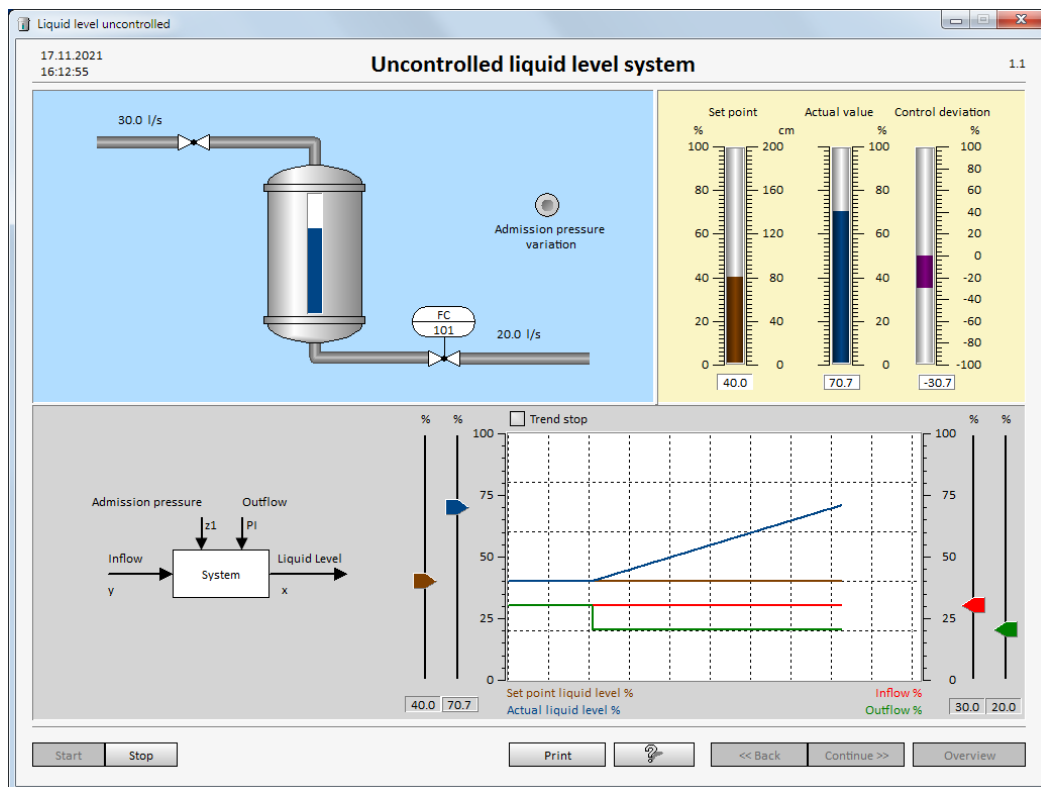 Liquid level uncontrolled
17.11.2021
16:12:55
Uncontrolled liquid level system
1.1
30.0 l/s
Admission pressure
variation
FC
101
20.0 l/s
Set point
Actual value
Control deviation
% cm % %
100 200 100 100
80
60
80 160 80 40
20
60 120 60 0
-20
40 80 40 -40
-60
20 40 20 -80
0 0 0 -100
40.0 70.7 -30.7
% % Trend stop % %
100 100
75 75
50 50
25 25
0 0
Admission pressure Outflow
z1 PI
Inflow Liquid Level
System
y x
40.0 70.7
Set point liquid level % Inflow %
Actual liquid level % Outflow %
30.0 20.0
Start Stop Print ? << Back Continue >> Overview